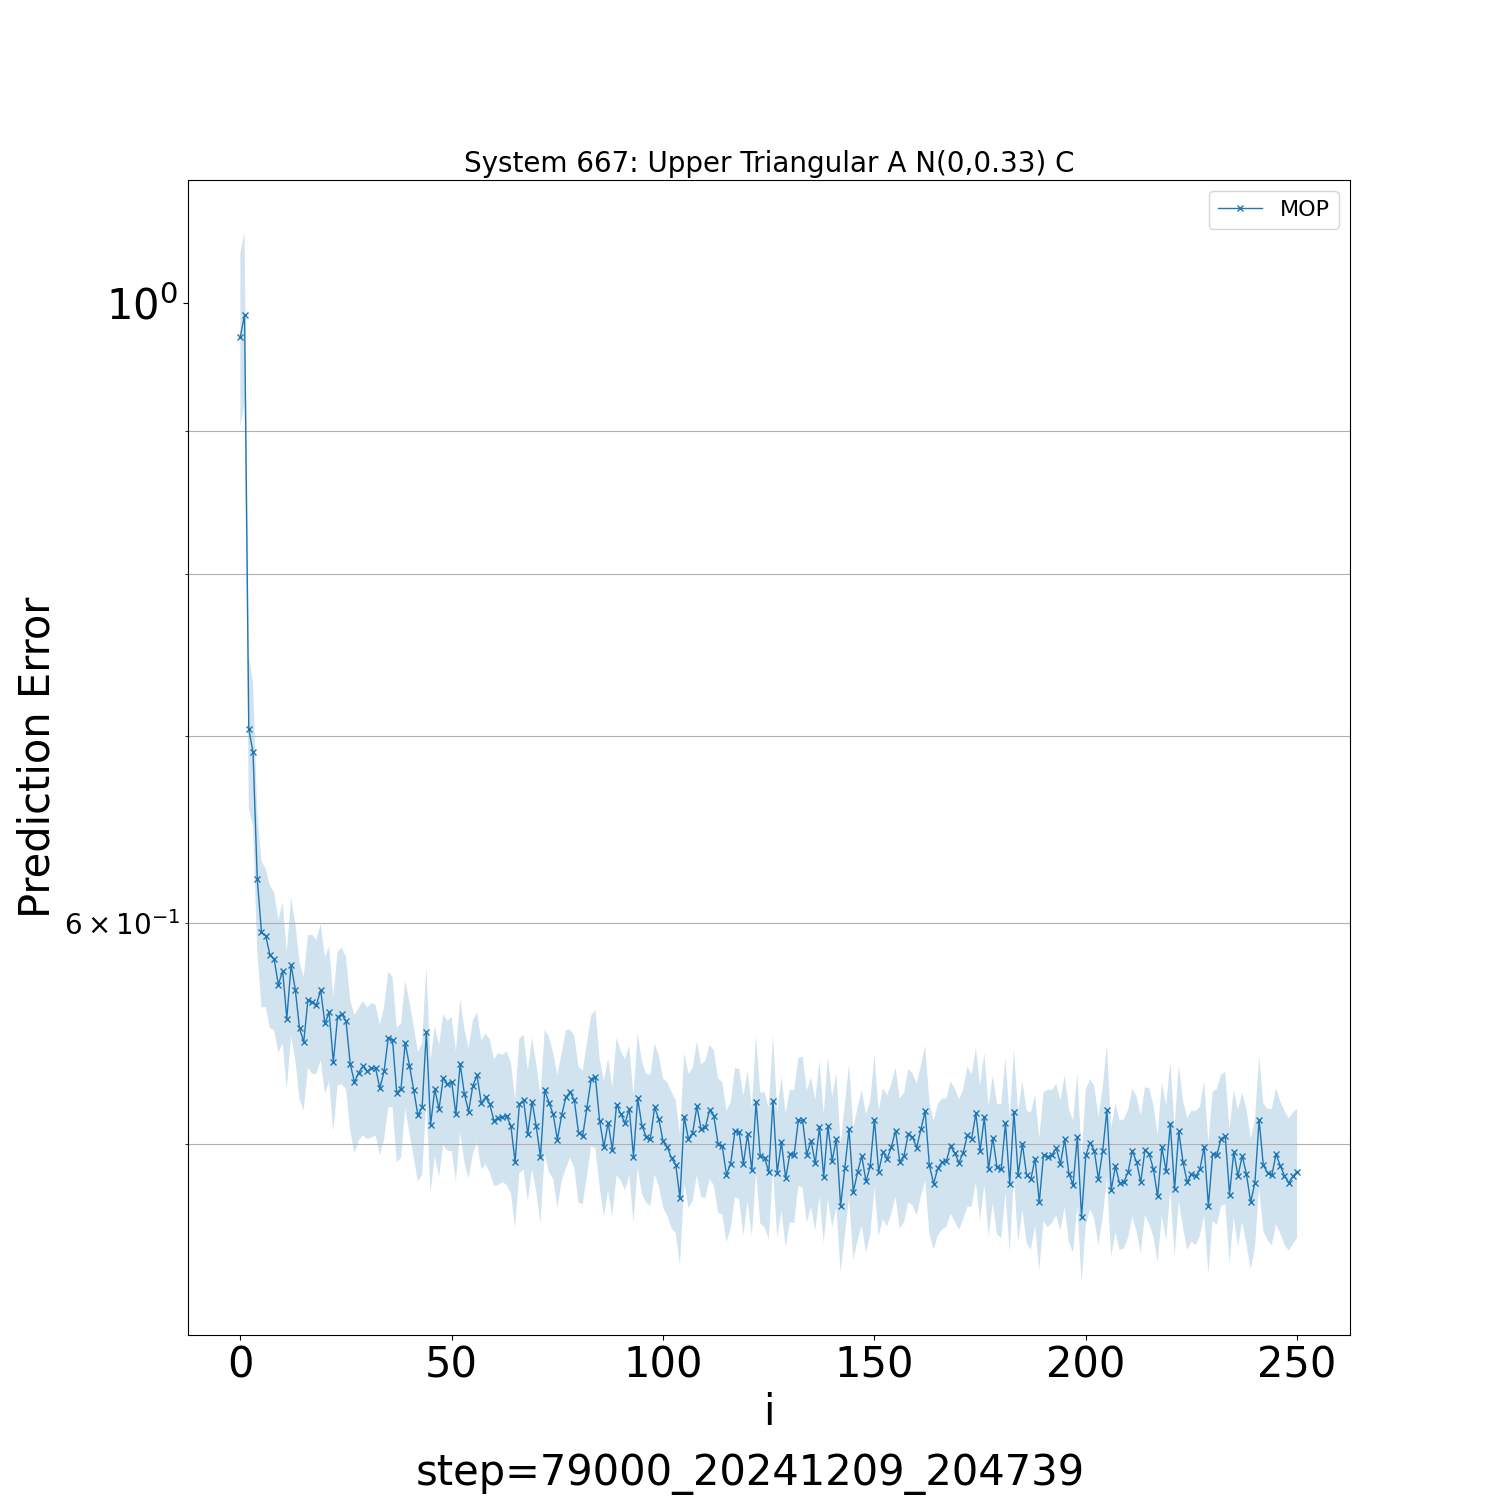 System 667: Upper Triangular A N(0,0.33) C
MOP
10⁰
6 × 10⁻¹
Prediction Error
0 50 100 150 200 250
i
step=79000_20241209_204739